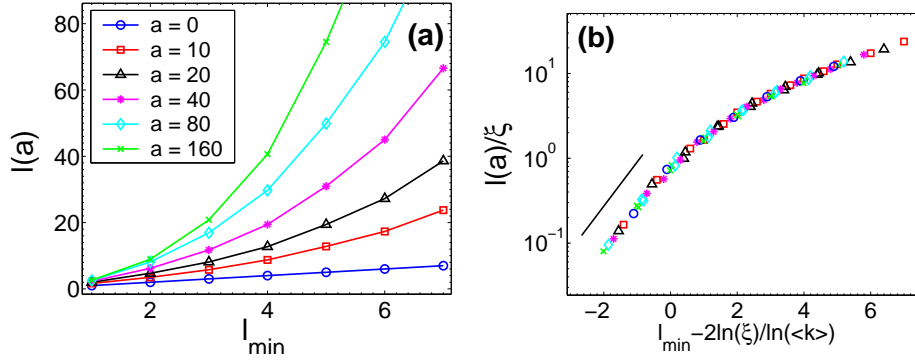 80
60
40
20
0
l(a)
a = 0
a = 10
a = 20
a = 40
a = 80
a = 160
(a)
2 4 6
l_min
10^1
10^0
10^−1
l(a)/ξ
(b)
−2 0 2 4 6
l_min−2ln(ξ)/ln(<k>)